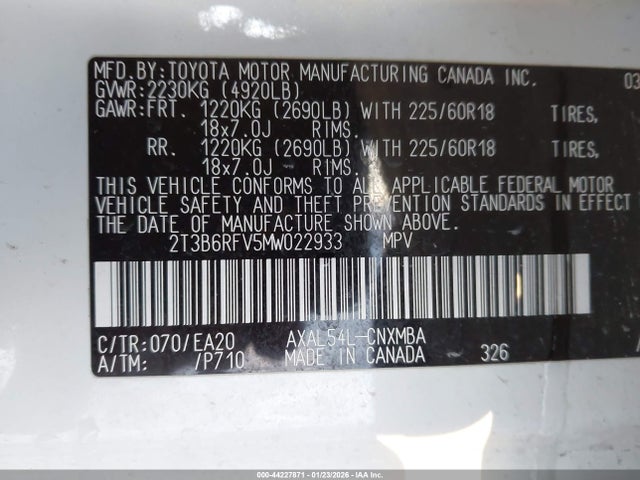 MFD.BY:TOYOTA MOTOR MANUFACTURING CANADA INC. 03
GVWR:2230KG (4920LB)
GAWR:FRT. 1220KG (2690LB) WITH 225/60R18 TIRES,
18x7.0J RIMS.
RR. 1220KG (2690LB) WITH 225/60R18 TIRES,
18x7.0J RIMS.
THIS VEHICLE CONFORMS TO ALL APPLICABLE FEDERAL MOTOR
VEHICLE SAFETY AND THEFT PREVENTION STANDARDS IN EFFECT
THE DATE OF MANUFACTURE SHOWN ABOVE.
2T3B6RFV5MW022933 MPV
C/TR:070/EA20 AXAL54L-CNXMBA
A/TM: /P710 MADE IN CANADA 326
000-44227871 - 01/23/2026 - IAA Inc.